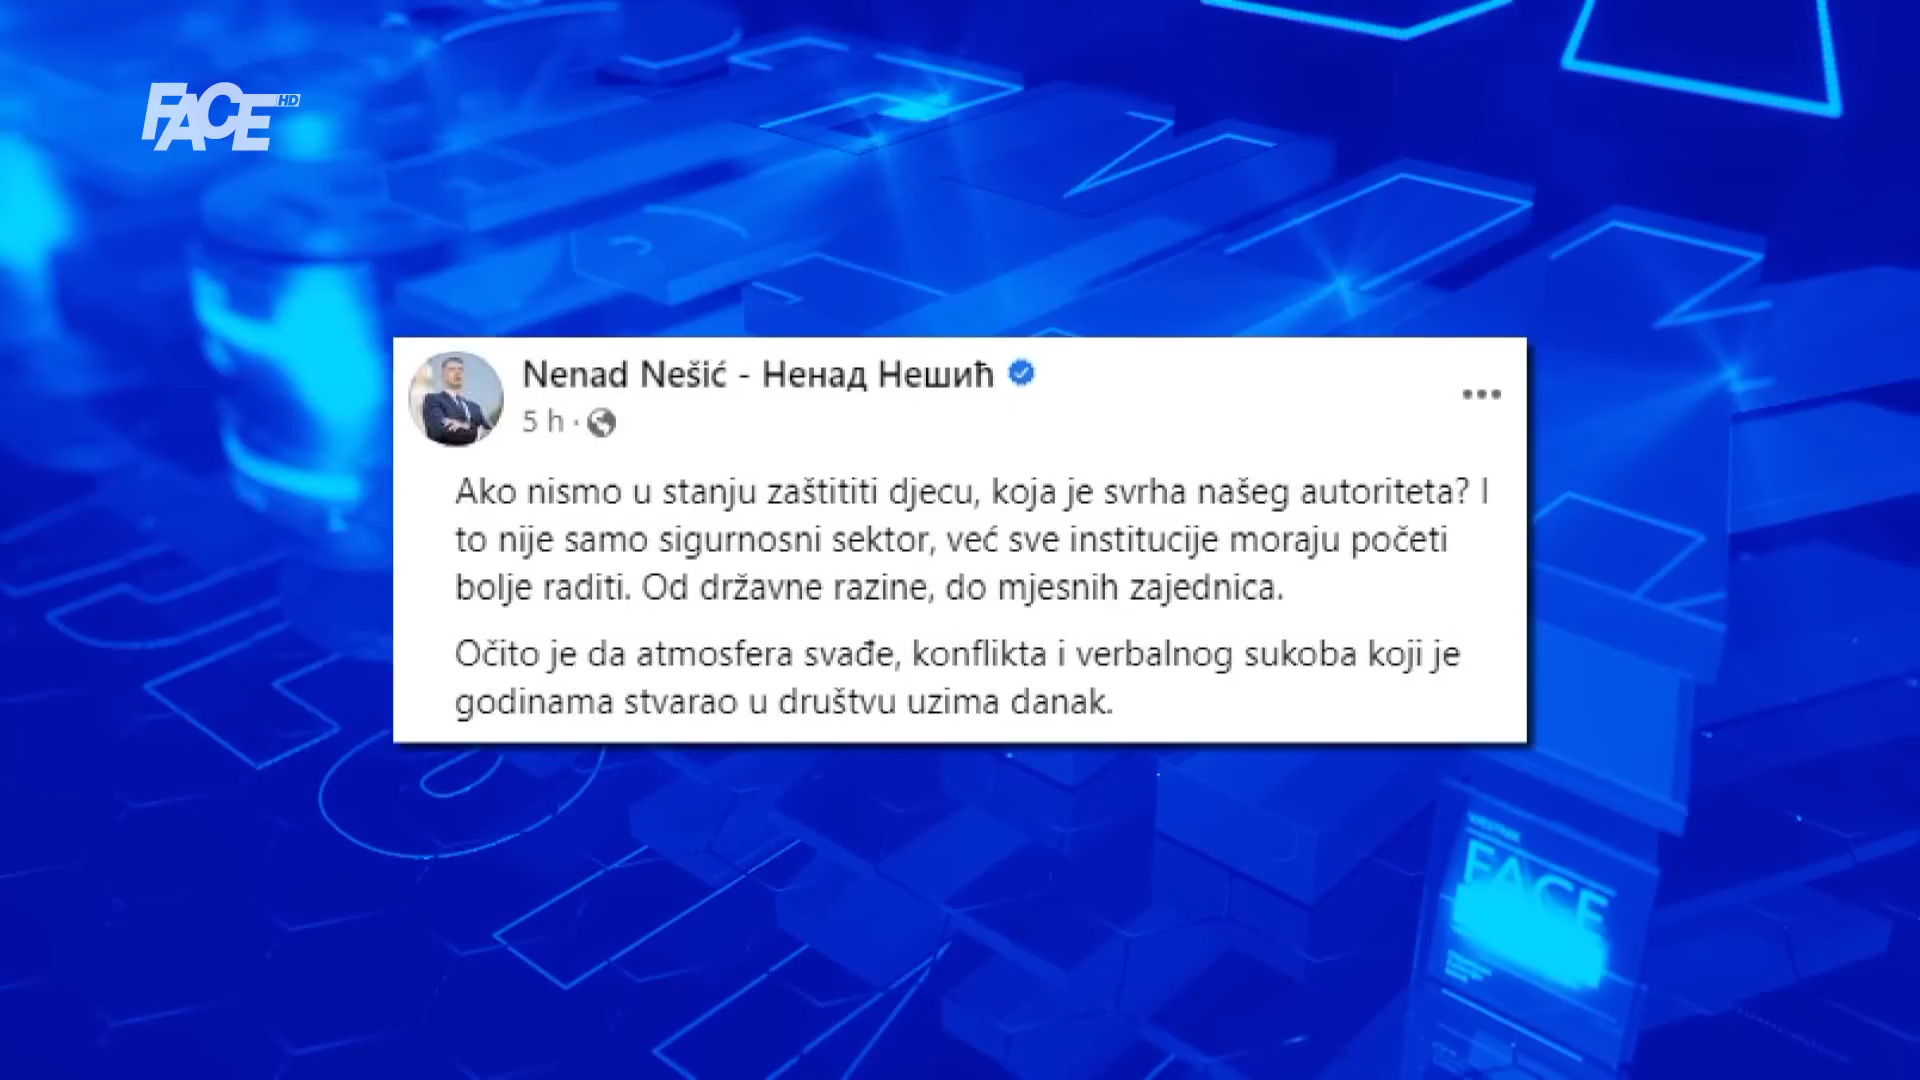 FACE HD
Nenad Nešić - Ненад Нешић
5 h ·
Ako nismo u stanju zaštititi djecu, koja je svrha našeg autoriteta? I
to nije samo sigurnosni sektor, već sve institucije moraju početi
bolje raditi. Od državne razine, do mjesnih zajednica.
Očito je da atmosfera svađe, konflikta i verbalnog sukoba koji je
godinama stvarao u društvu uzima danak.
FACE